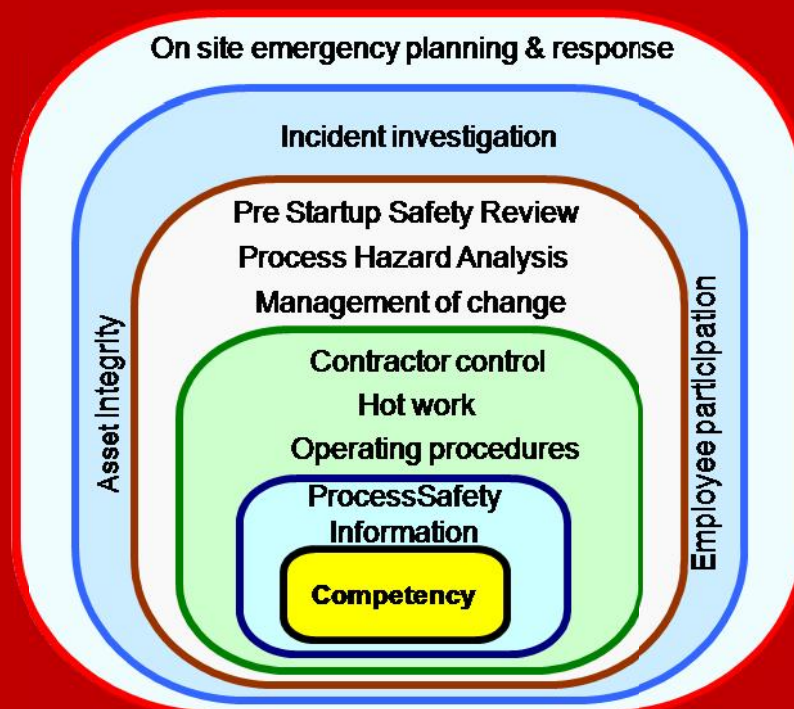 On site emergency planning & response
Incident investigation
Pre Startup Safety Review
Process Hazard Analysis
Management of change
Asset Integrity
Employee participation
Contractor control
Hot work
Operating procedures
ProcessSafety
Information
Competency